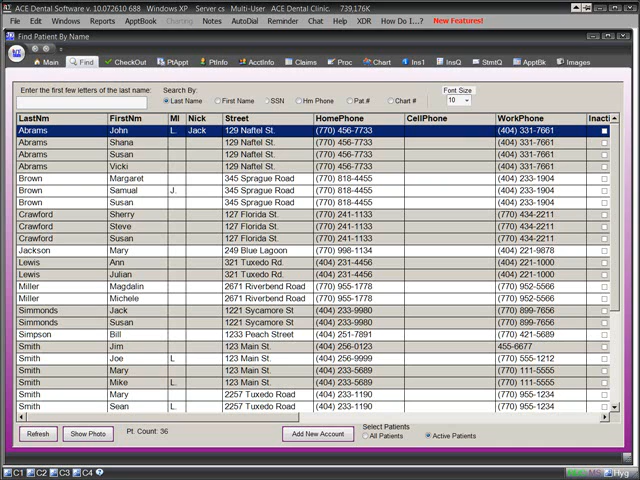 ACE Dental Software v. 10.072610 688 Windows XP Server cs Multi-User ACE Dental Clinic. 739,176K
File Windows Reports ApptBook Charting Notes AutoDial Reminder Chat Help XDR How Do I...? New Features!
Find Patient By Name
Main Find CheckOut PtAppt PtInfo AcctInfo Claims Proc Chart Ins1 InsQ StmtQ ApptBk Images
Enter the first few letters of the last name: Search By: Font Size
Last Name First Name SSN Hm Phone Pat.# Chart # 10
LastNm FirstNm MI Nick Street HomePhone CellPhone WorkPhone Inacti
Abrams John L. Jack 129 Naftel St. (770) 456-7733 (404) 331-7661
Abrams Shana 129 Naftel St. (770) 456-7733 (404) 331-7661
Abrams Susan 129 Naftel St. (770) 456-7733 (404) 331-7661
Abrams Vicki 129 Naftel St. (770) 456-7733 (404) 331-7661
Brown Margaret 345 Sprague Road (770) 818-4455 (404) 233-1904
Brown Samual J. 345 Sprague Road (770) 818-4455 (404) 233-1904
Brown Susan 345 Sprague Road (770) 818-4455 (404) 233-1904
Crawford Sherry 127 Florida St. (770) 241-1133 (770) 434-2211
Crawford Steve 127 Florida St. (770) 241-1133 (770) 434-2211
Crawford Susan 127 Florida St. (770) 241-1133 (770) 434-2211
Jackson Mary 249 Blue Lagoon (770) 998-1134 (404) 221-9878
Lewis Ann 321 Tuxedo Rd. (404) 231-4456 (404) 221-1000
Lewis Julian 321 Tuxedo Rd. (404) 231-4456 (404) 221-1000
Miller Magdalin 2671 Riverbend Road (770) 955-1778 (770) 952-5566
Miller Michele 2671 Riverbend Road (770) 955-1778 (770) 952-5566
Simmonds Jack 1221 Sycamore St (404) 233-9980 (770) 899-7656
Simmonds Susan 1221 Sycamore St (404) 233-9980 (770) 899-7656
Simpson Bill 1233 Peach Street (404) 251-7891 (770) 421-5689
Smith Jim 123 Main St. (404) 256-0123 455-6677
Smith Joe L 123 Main St. (404) 256-9999 (770) 555-1212
Smith Mary 123 Main St. (404) 233-5689 (770) 111-5555
Smith Mike L 123 Main St. (404) 233-5689 (770) 111-5555
Smith Mary 2257 Tuxedo Road (404) 233-1190 (770) 955-1234
Smith Sean L 2257 Tuxedo Road (404) 233-1190 (770) 955-1234
Refresh Show Photo Pt. Count: 36 Add New Account Select Patients
All Patients Active Patients
C1 C2 C3 C4 MS Hyg